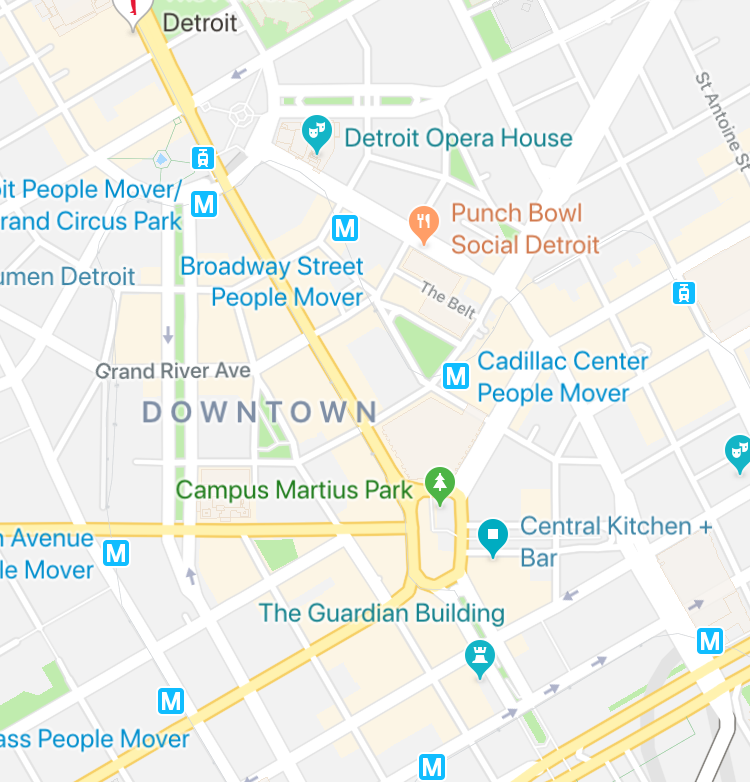 Detroit
St Antoine St
Detroit Opera House
it People Mover/
rand Circus Park
M
Punch Bowl
Social Detroit
M
Broadway Street
People Mover
umen Detroit
The Belt
Grand River Ave
M
Cadillac Center
People Mover
DOWNTOWN
Campus Martius Park
Central Kitchen +
Bar
n Avenue
le Mover
M
The Guardian Building
M
M
ass People Mover
M